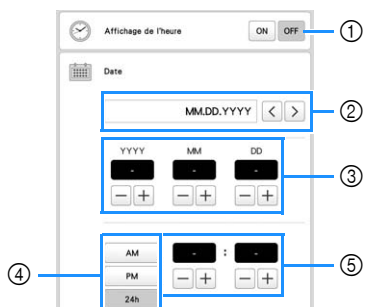 Affichage de l'heure ON OFF ①
Date
MM.DD.YYYY < > ②
YYYY MM DD
- - - ③
− + − + − +
④ AM - : - ⑤
PM − + − +
24h